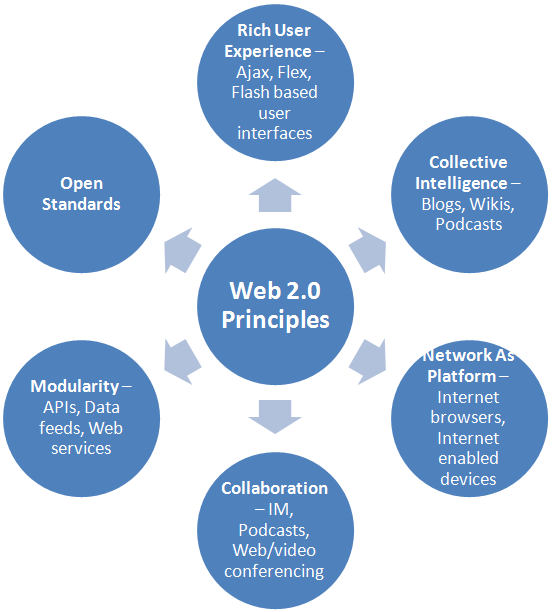 Rich User
Experience –
Ajax, Flex,
Flash based
user
interfaces
Collective
Intelligence –
Blogs, Wikis,
Podcasts
Network As
Platform –
Internet
browsers,
Internet
enabled
devices
Collaboration
– IM,
Podcasts,
Web/video
conferencing
Modularity –
APIs, Data
feeds, Web
services
Open
Standards
Web 2.0
Principles